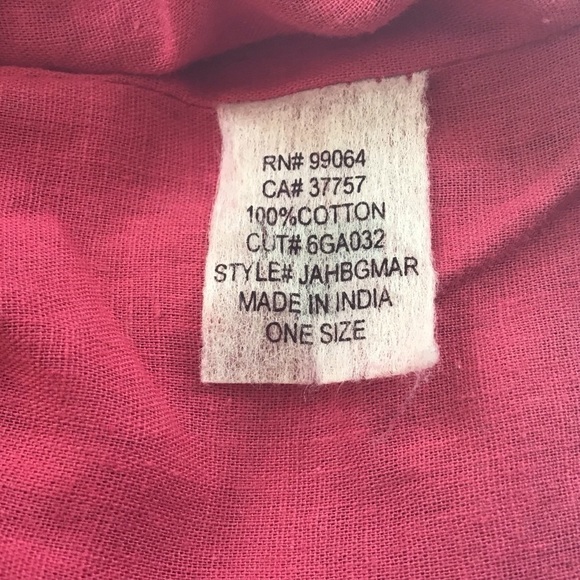 RN# 99064
CA# 37757
100%COTTON
CUT# 6GA032
STYLE# JAHBGMAR
MADE IN INDIA
ONE SIZE